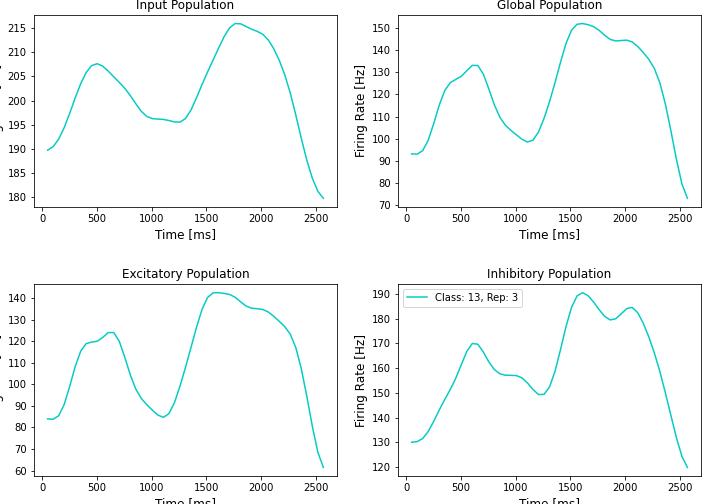 Input Population
215
210
205
200
195
190
185
180
0 500 1000 1500 2000 2500
Time [ms]
Global Population
Firing Rate [Hz]
150
140
130
120
110
100
90
80
70
0 500 1000 1500 2000 2500
Time [ms]
Excitatory Population
140
130
120
110
100
90
80
70
60
0 500 1000 1500 2000 2500
Time [ms]
Inhibitory Population
Class: 13, Rep: 3
Firing Rate [Hz]
190
180
170
160
150
140
130
120
0 500 1000 1500 2000 2500
Time [ms]